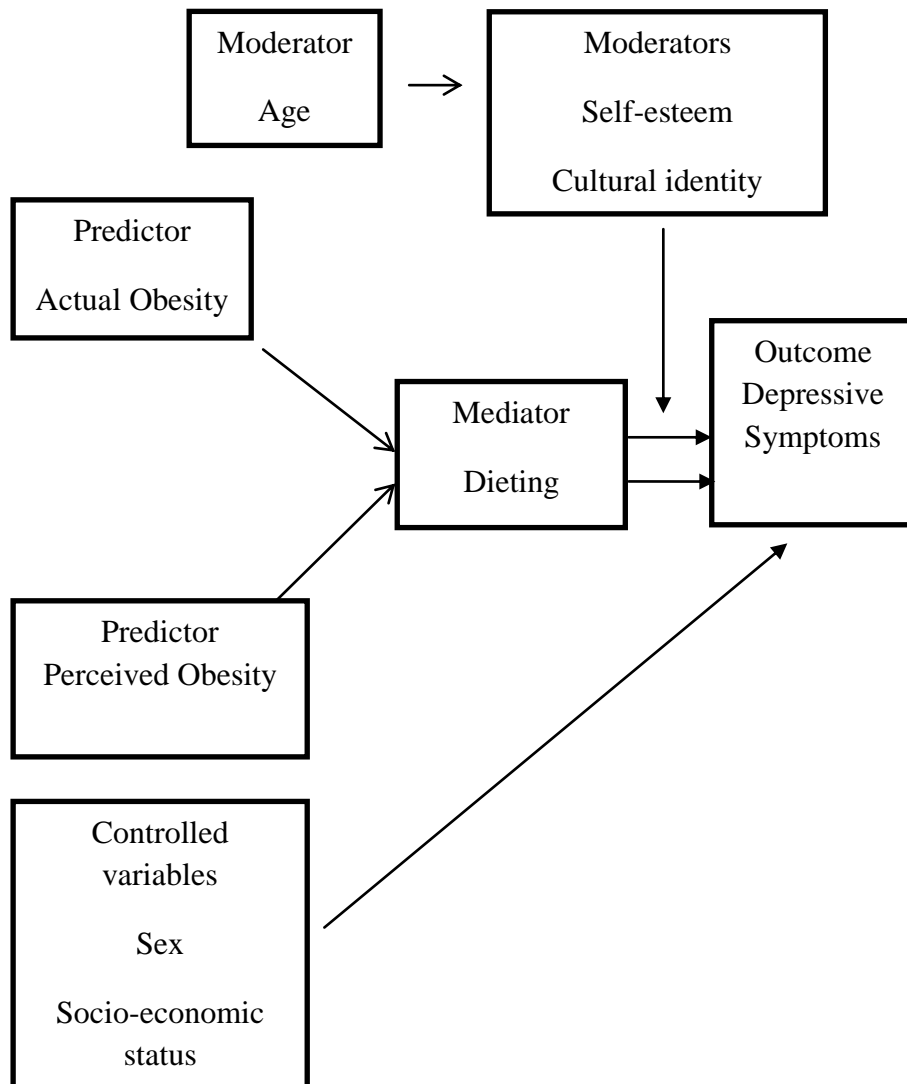 Moderator
Age
Moderators
Self-esteem
Cultural identity
Predictor
Actual Obesity
Mediator
Dieting
Outcome
Depressive
Symptoms
Predictor
Perceived Obesity
Controlled
variables
Sex
Socio-economic
status